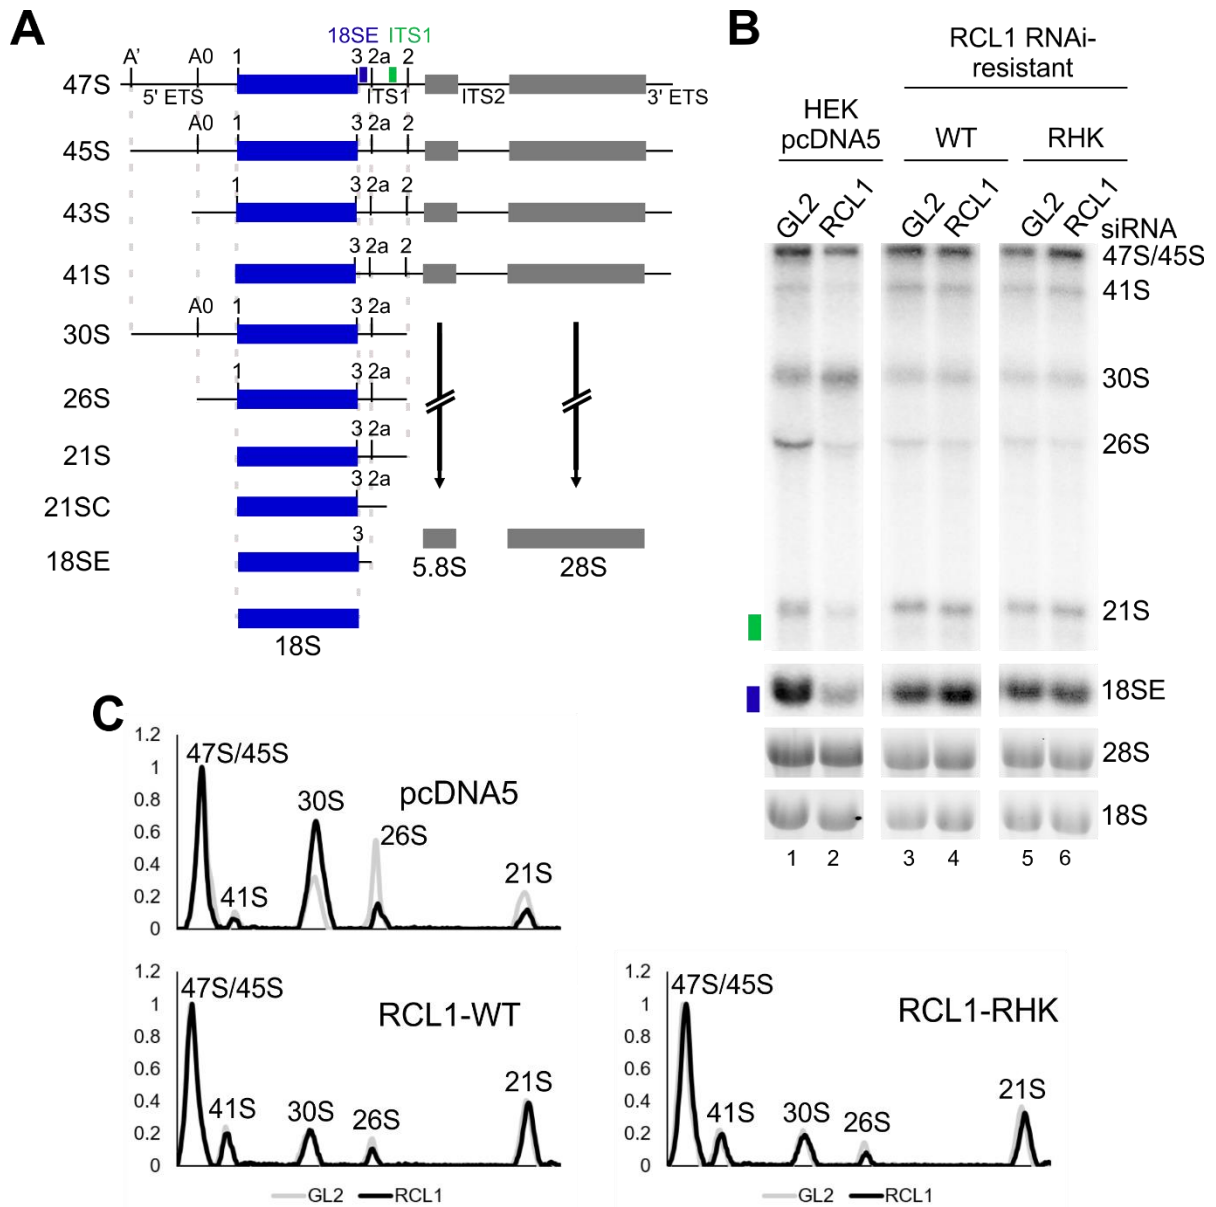 A
18SE ITS1
A' A0 1 3 2a 2
47S
5' ETS ITS1 ITS2 3' ETS
A0 1 3 2a 2
45S
1 3 2a 2
43S
3 2a 2
41S
A0 1 3 2a
30S
1 3 2a
26S
3 2a
21S
3 2a
21SC
3
18SE
5.8S 28S
18S
B
RCL1 RNAi-
resistant
HEK
pcDNA5
WT RHK
GL2 RCL1 GL2 RCL1 GL2 RCL1 siRNA
47S/45S
41S
30S
26S
21S
18SE
28S
18S
1 2 3 4 5 6
C
1.2
1
0.8
0.6
0.4
0.2
0
47S/45S
41S
30S
26S
21S
pcDNA5
1.2
1
0.8
0.6
0.4
0.2
0
47S/45S
41S
30S
26S
21S
RCL1-WT
GL2 RCL1
1.2
1
0.8
0.6
0.4
0.2
0
47S/45S
41S
30S
26S
21S
RCL1-RHK
GL2 RCL1